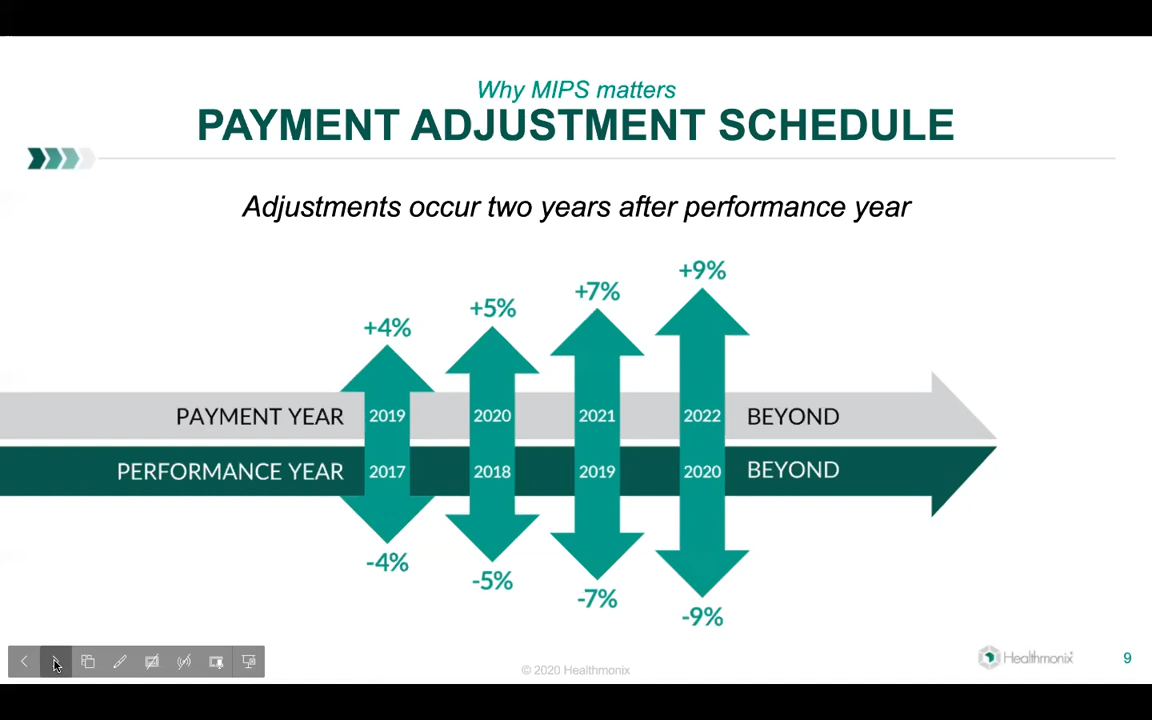 Why MIPS matters
PAYMENT ADJUSTMENT SCHEDULE
Adjustments occur two years after performance year
+4%
+5%
+7%
+9%
PAYMENT YEAR 2019 2020 2021 2022 BEYOND
PERFORMANCE YEAR 2017 2018 2019 2020 BEYOND
-4%
-5%
-7%
-9%
© 2020 Healthmonix
Healthmonix
9